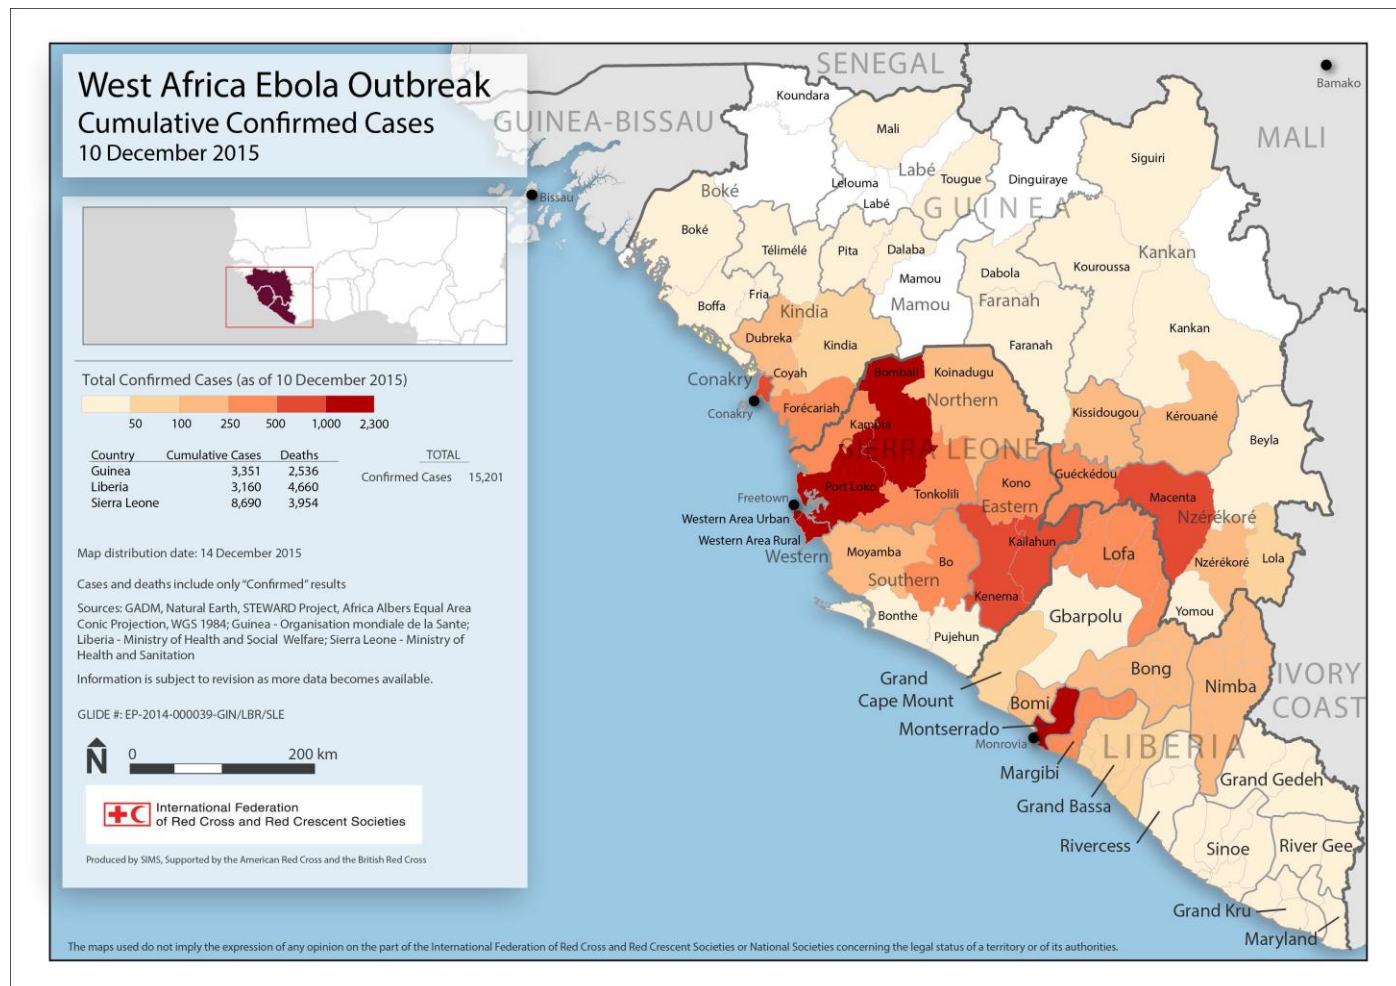 West Africa Ebola Outbreak
Cumulative Confirmed Cases
10 December 2015
Total Confirmed Cases (as of 10 December 2015)
50 100 250 500 1,000 2,300
Country Cumulative Cases Deaths TOTAL
Guinea 3,351 2,536
Confirmed Cases 15,201
Liberia 3,160 4,660
Sierra Leone 8,690 3,954
Map distribution date: 14 December 2015
Cases and deaths include only “Confirmed” results
Sources: GADM, Natural Earth, STEWARD Project, Africa Albers Equal Area
Conic Projection, WGS 1984; Guinea - Organisation mondiale de la Sante;
Liberia - Ministry of Health and Social Welfare; Sierra Leone - Ministry of
Health and Sanitation
Information is subject to revision as more data becomes available.
GLIDE #: EP-2014-000039-GIN/LBR/SLE
N
0 200 km
International Federation
of Red Cross and Red Crescent Societies
Produced by SIMS, Supported by the American Red Cross and the British Red Cross
SENEGAL
Bamako
Koundara
GUINEA-BISSAU
Mali
MALI
Siguiri
Labé
Lelouma
Tougue
Dinguiraye
Boké
Bissau
Labé
GUINEA
Boké
Télimélé
Pita
Dalaba
Kankan
Kouroussa
Mamou
Dabola
Fria
Boffa
Kindia
Mamou
Faranah
Kankan
Dubreka
Kindia
Faranah
Coyah
Bombali
Koinadugu
Conakry
Northern
Conakry
Forécariah
Kissidougou
Kérouané
Kambia
Beyla
SIERRA LEONE
Guéckédou
Kono
Port Loko
Tonkolili
Macenta
Freetown
Eastern
Nzérékoré
Western Area Urban
Western Area Rural
Kailahun
Western
Moyamba
Lofa
Bo
Nzérékoré
Lola
Southern
Kenema
Bonthe
Gbarpolu
Yomou
Pujehun
Bong
IVORY
COAST
Grand
Cape Mount
Nimba
Bomi
Montserrado
Monrovia
LIBERIA
Margibi
Grand Gedeh
Grand Bassa
Rivercess
Sinoe
River Gee
Grand Kru
Maryland
The maps used do not imply the expression of any opinion on the part of the International Federation of Red Cross and Red Crescent Societies or National Societies concerning the legal status of a territory or of its authorities.